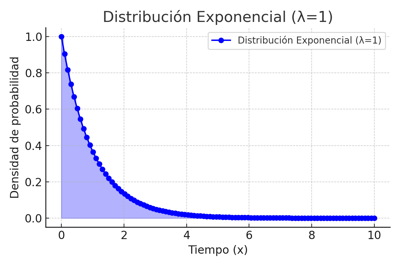 Distribución Exponencial (λ=1)
Distribución Exponencial (λ=1)
Densidad de probabilidad
1.0
0.8
0.6
0.4
0.2
0.0
0 2 4 6 8 10
Tiempo (x)